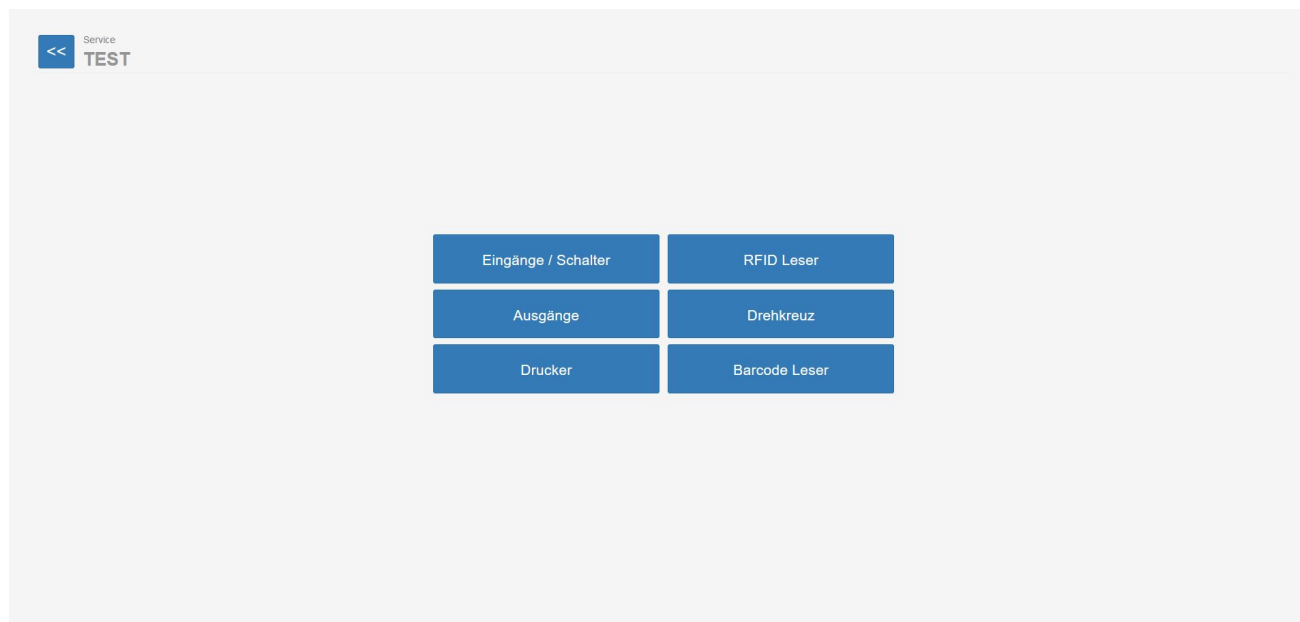 << Service
TEST
Eingänge / Schalter
RFID Leser
Ausgänge
Drehkreuz
Drucker
Barcode Leser